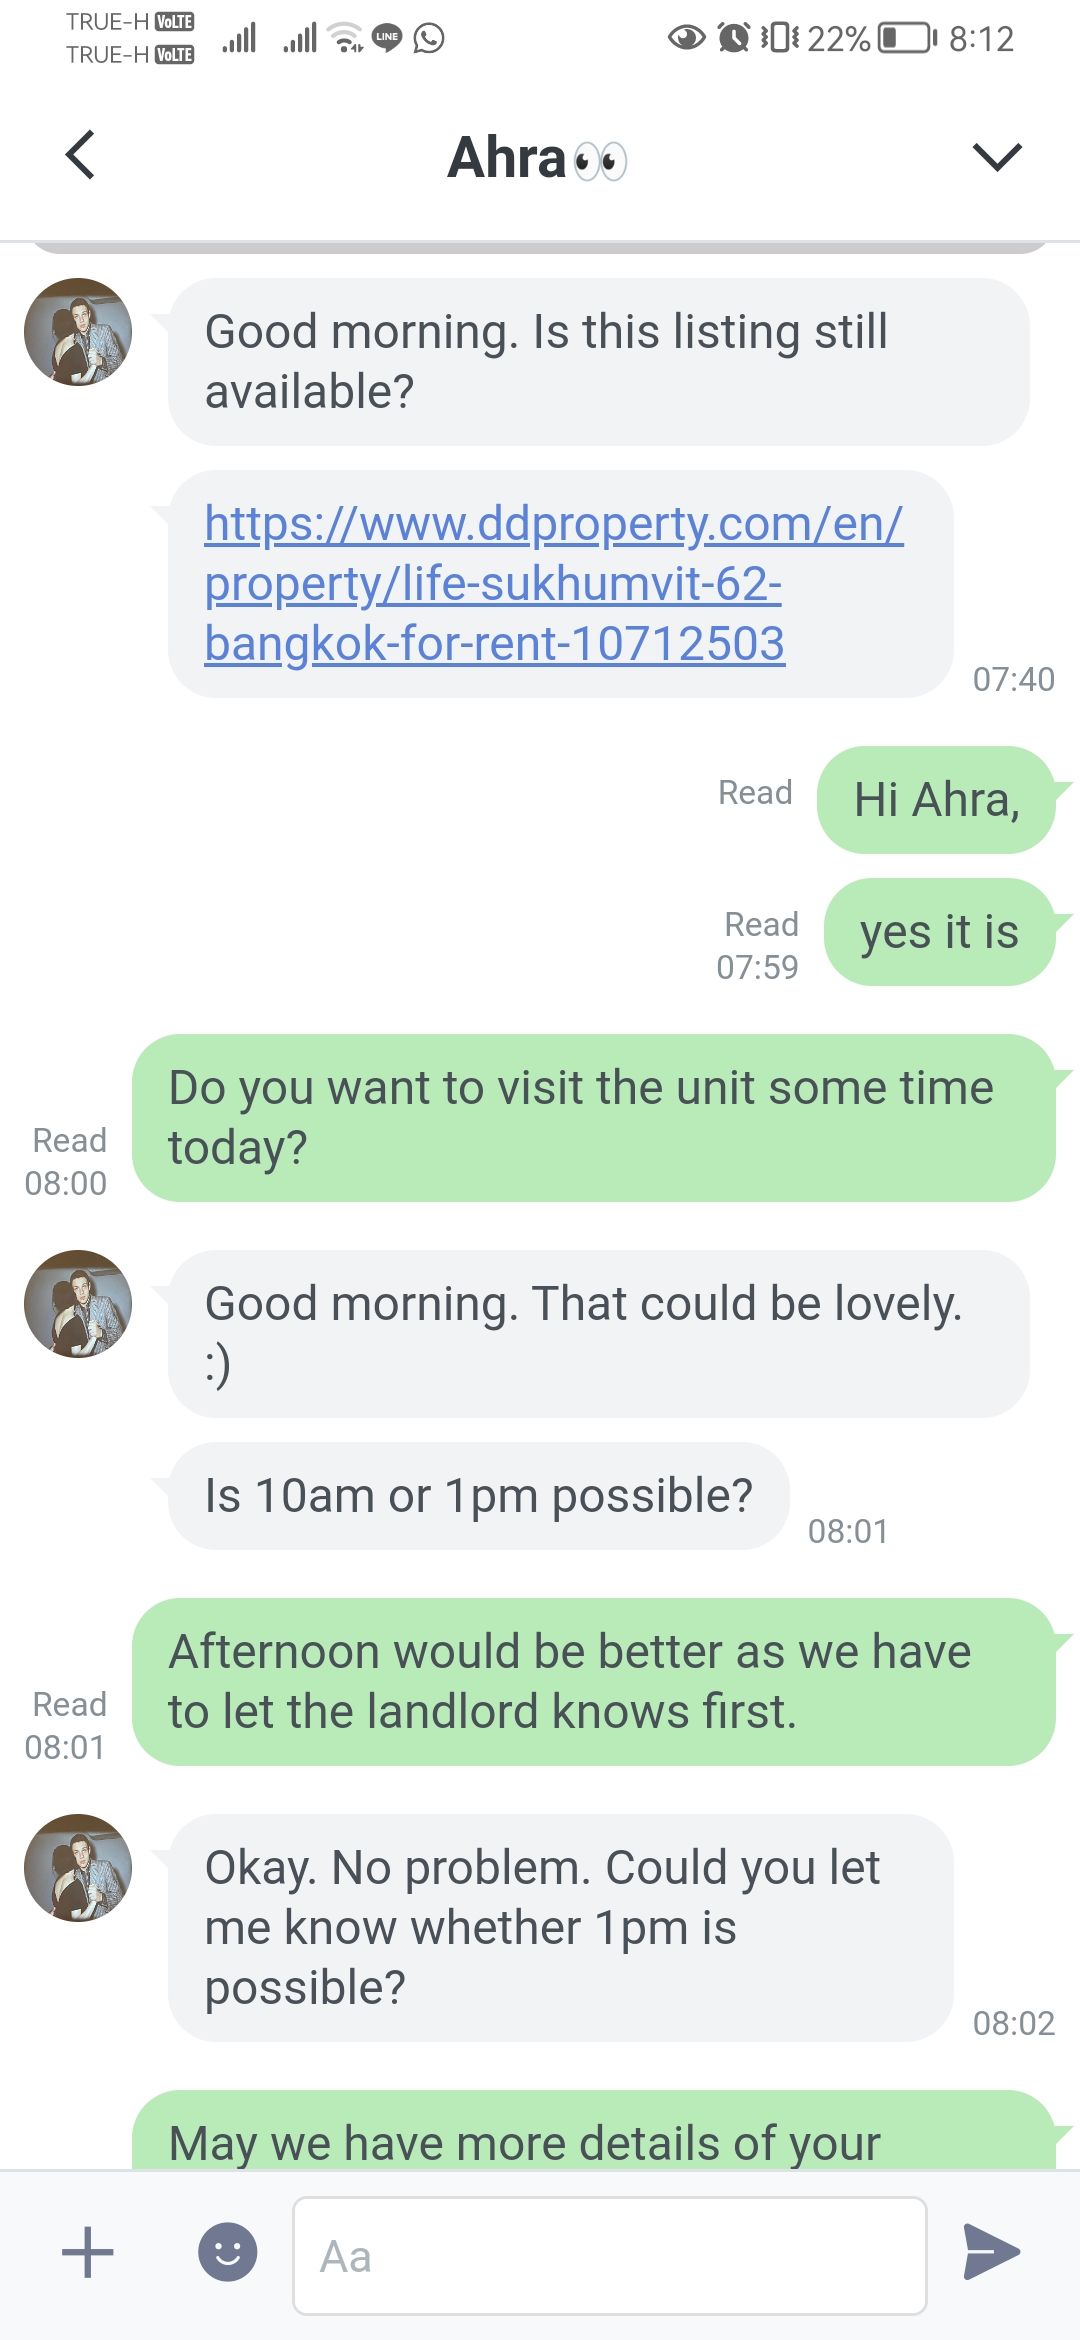 TRUE-H VoLTE
TRUE-H VoLTE
LINE
22%
8:12
Ahra👀
Good morning. Is this listing still
available?
https://www.ddproperty.com/en/
property/life-sukhumvit-62-
bangkok-for-rent-10712503
07:40
Read
Hi Ahra,
Read
07:59
yes it is
Do you want to visit the unit some time
today?
Read
08:00
Good morning. That could be lovely.
:)
Is 10am or 1pm possible?
08:01
Afternoon would be better as we have
to let the landlord knows first.
Read
08:01
Okay. No problem. Could you let
me know whether 1pm is
possible?
08:02
May we have more details of your
Aa